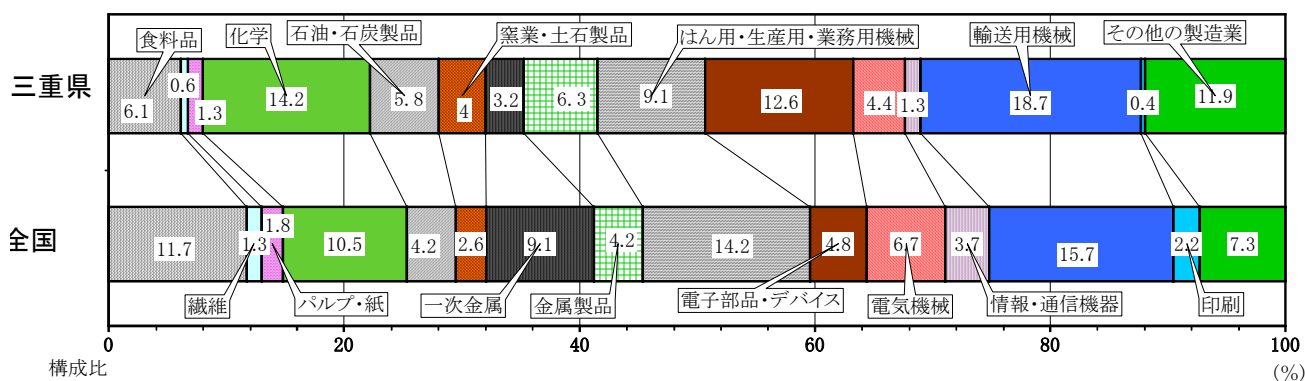 食料品 化学 石油・石炭製品 窯業・土石製品 はん用・生産用・業務用機械 輸送用機械 その他の製造業
三重県 6.1 0.6 1.3 14.2 5.8 4 3.2 6.3 9.1 12.6 4.4 1.3 18.7 0.4 11.9
全国 11.7 1.3 1.8 10.5 4.2 2.6 9.1 4.2 14.2 4.8 6.7 3.7 15.7 2.2 7.3
繊維 パルプ・紙 一次金属 金属製品 電子部品・デバイス 電気機械 情報・通信機器 印刷
0 20 40 60 80 100
構成比 (%)